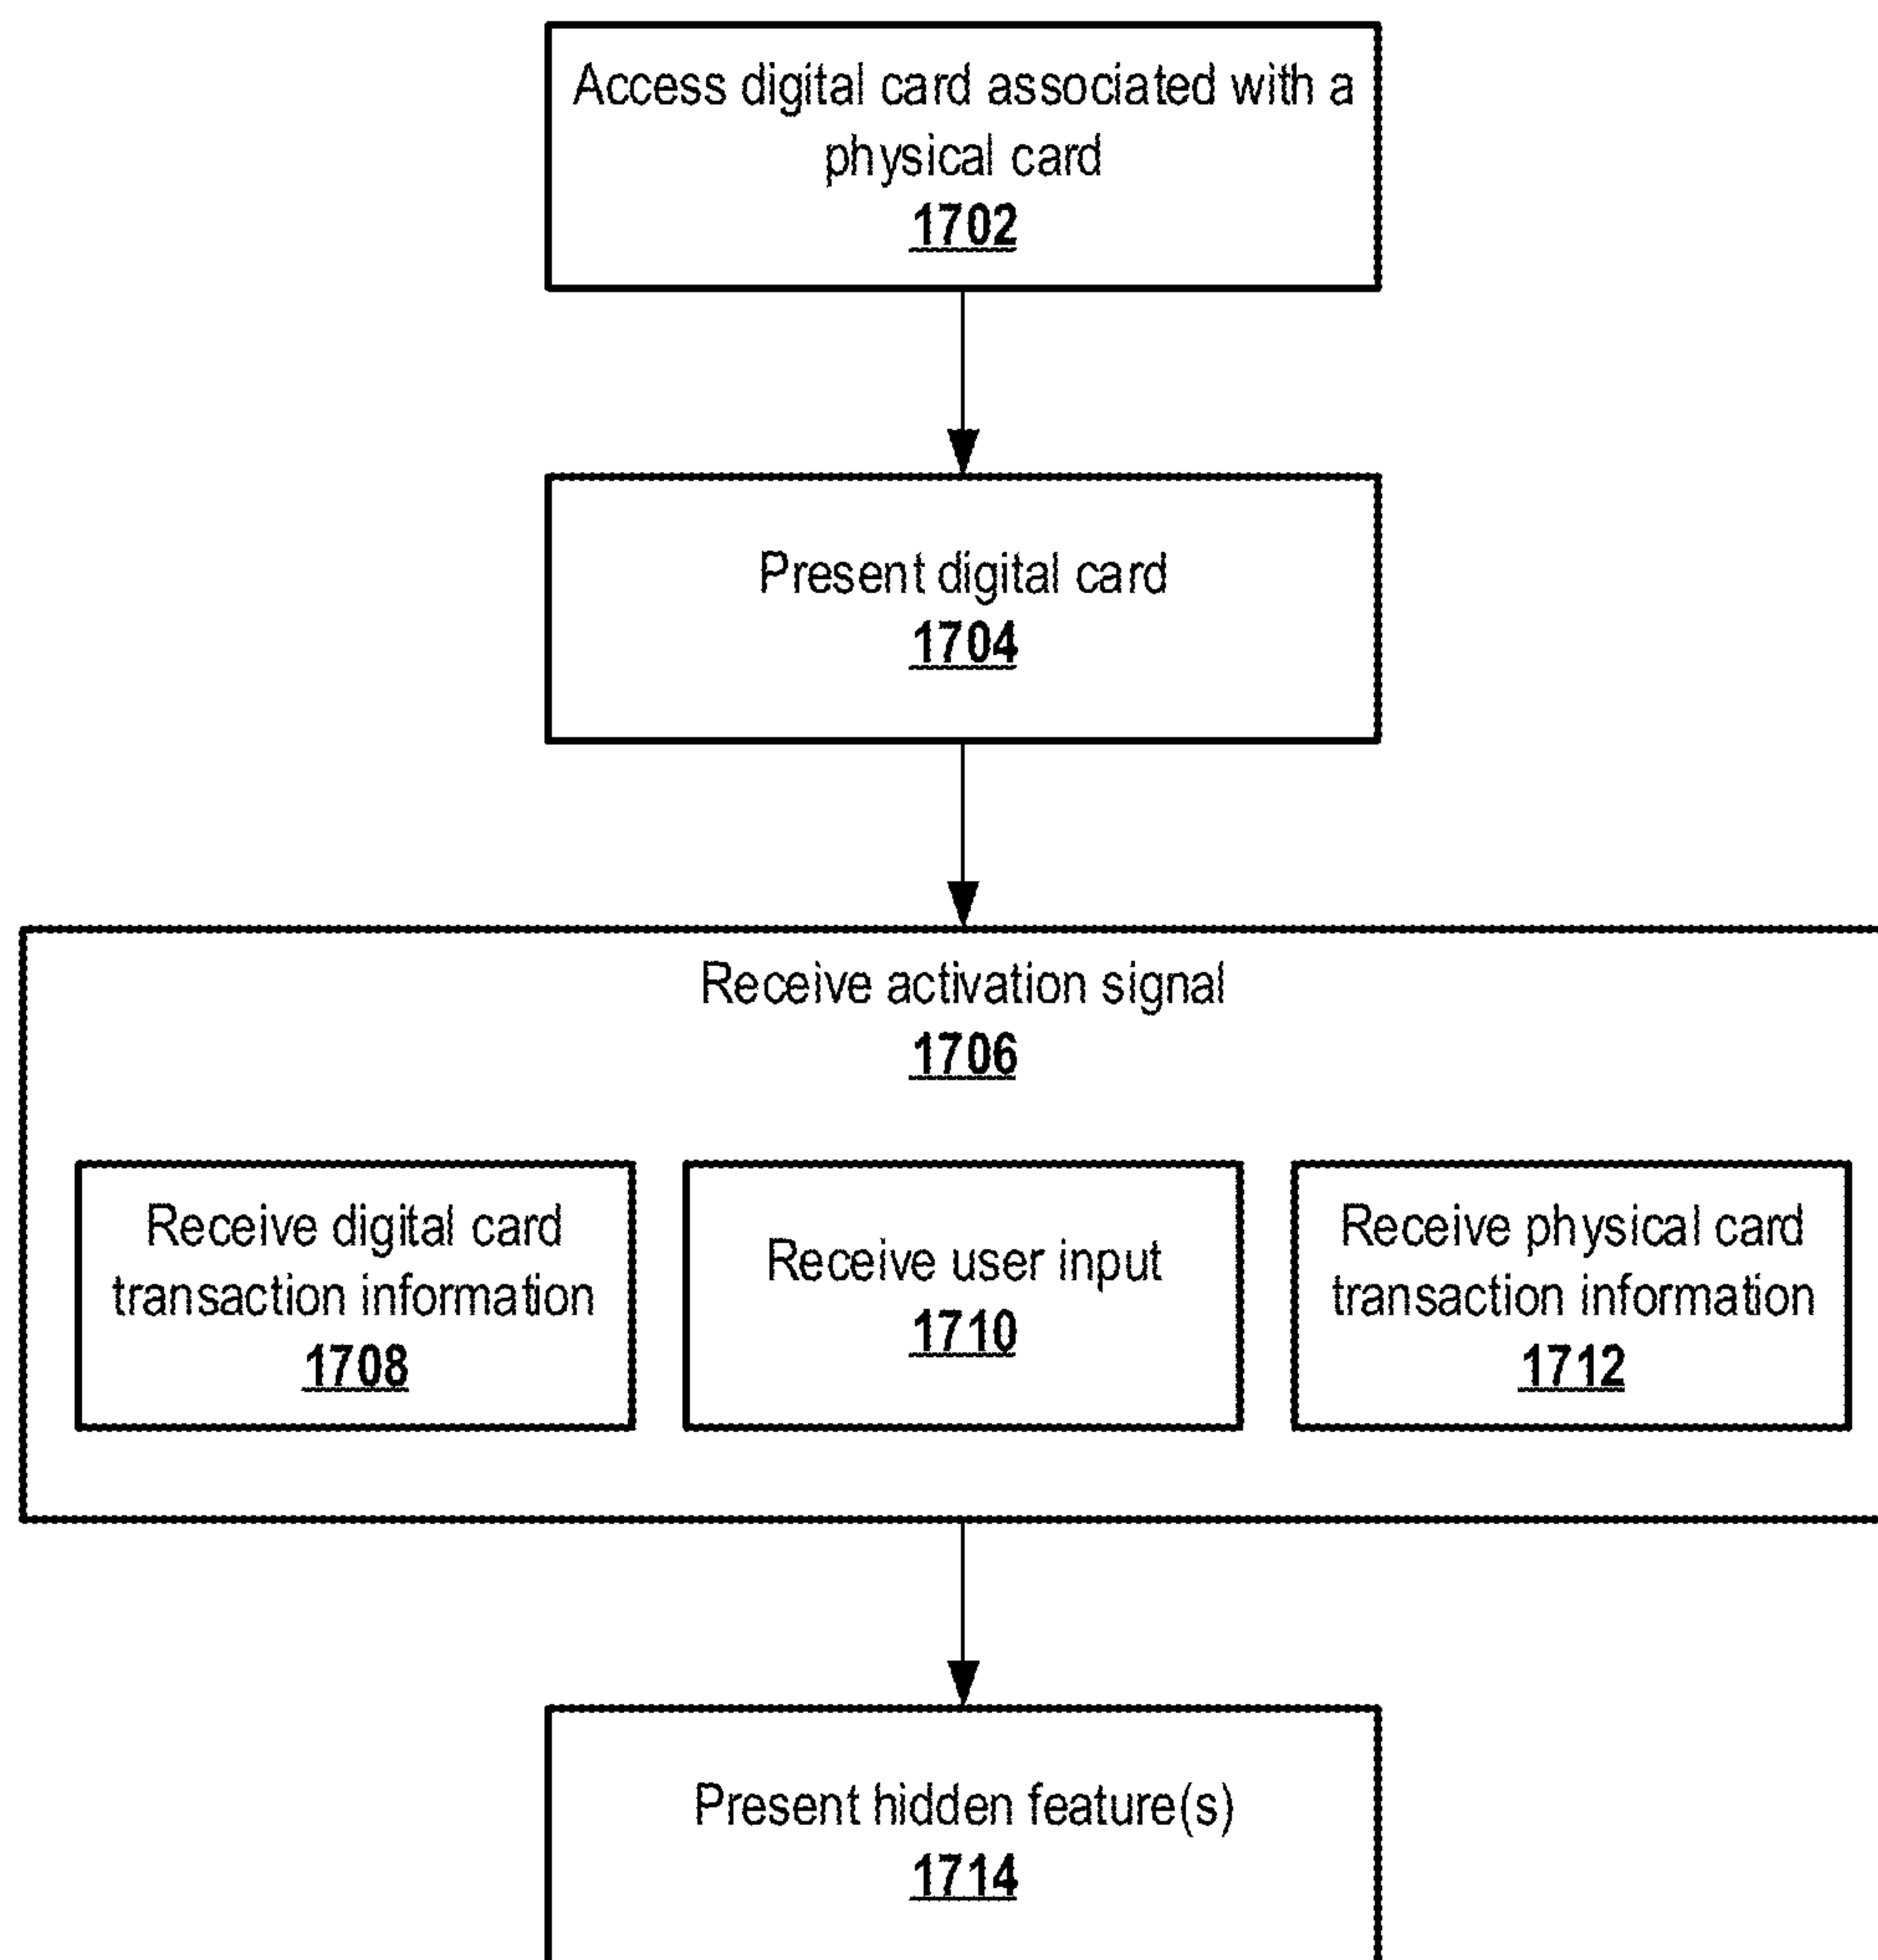 Access digital card associated with a
physical card
1702
Present digital card
1704
Receive activation signal
1706
Receive digital card
transaction information
1708
Receive user input
1710
Receive physical card
transaction information
1712
Present hidden feature(s)
1714